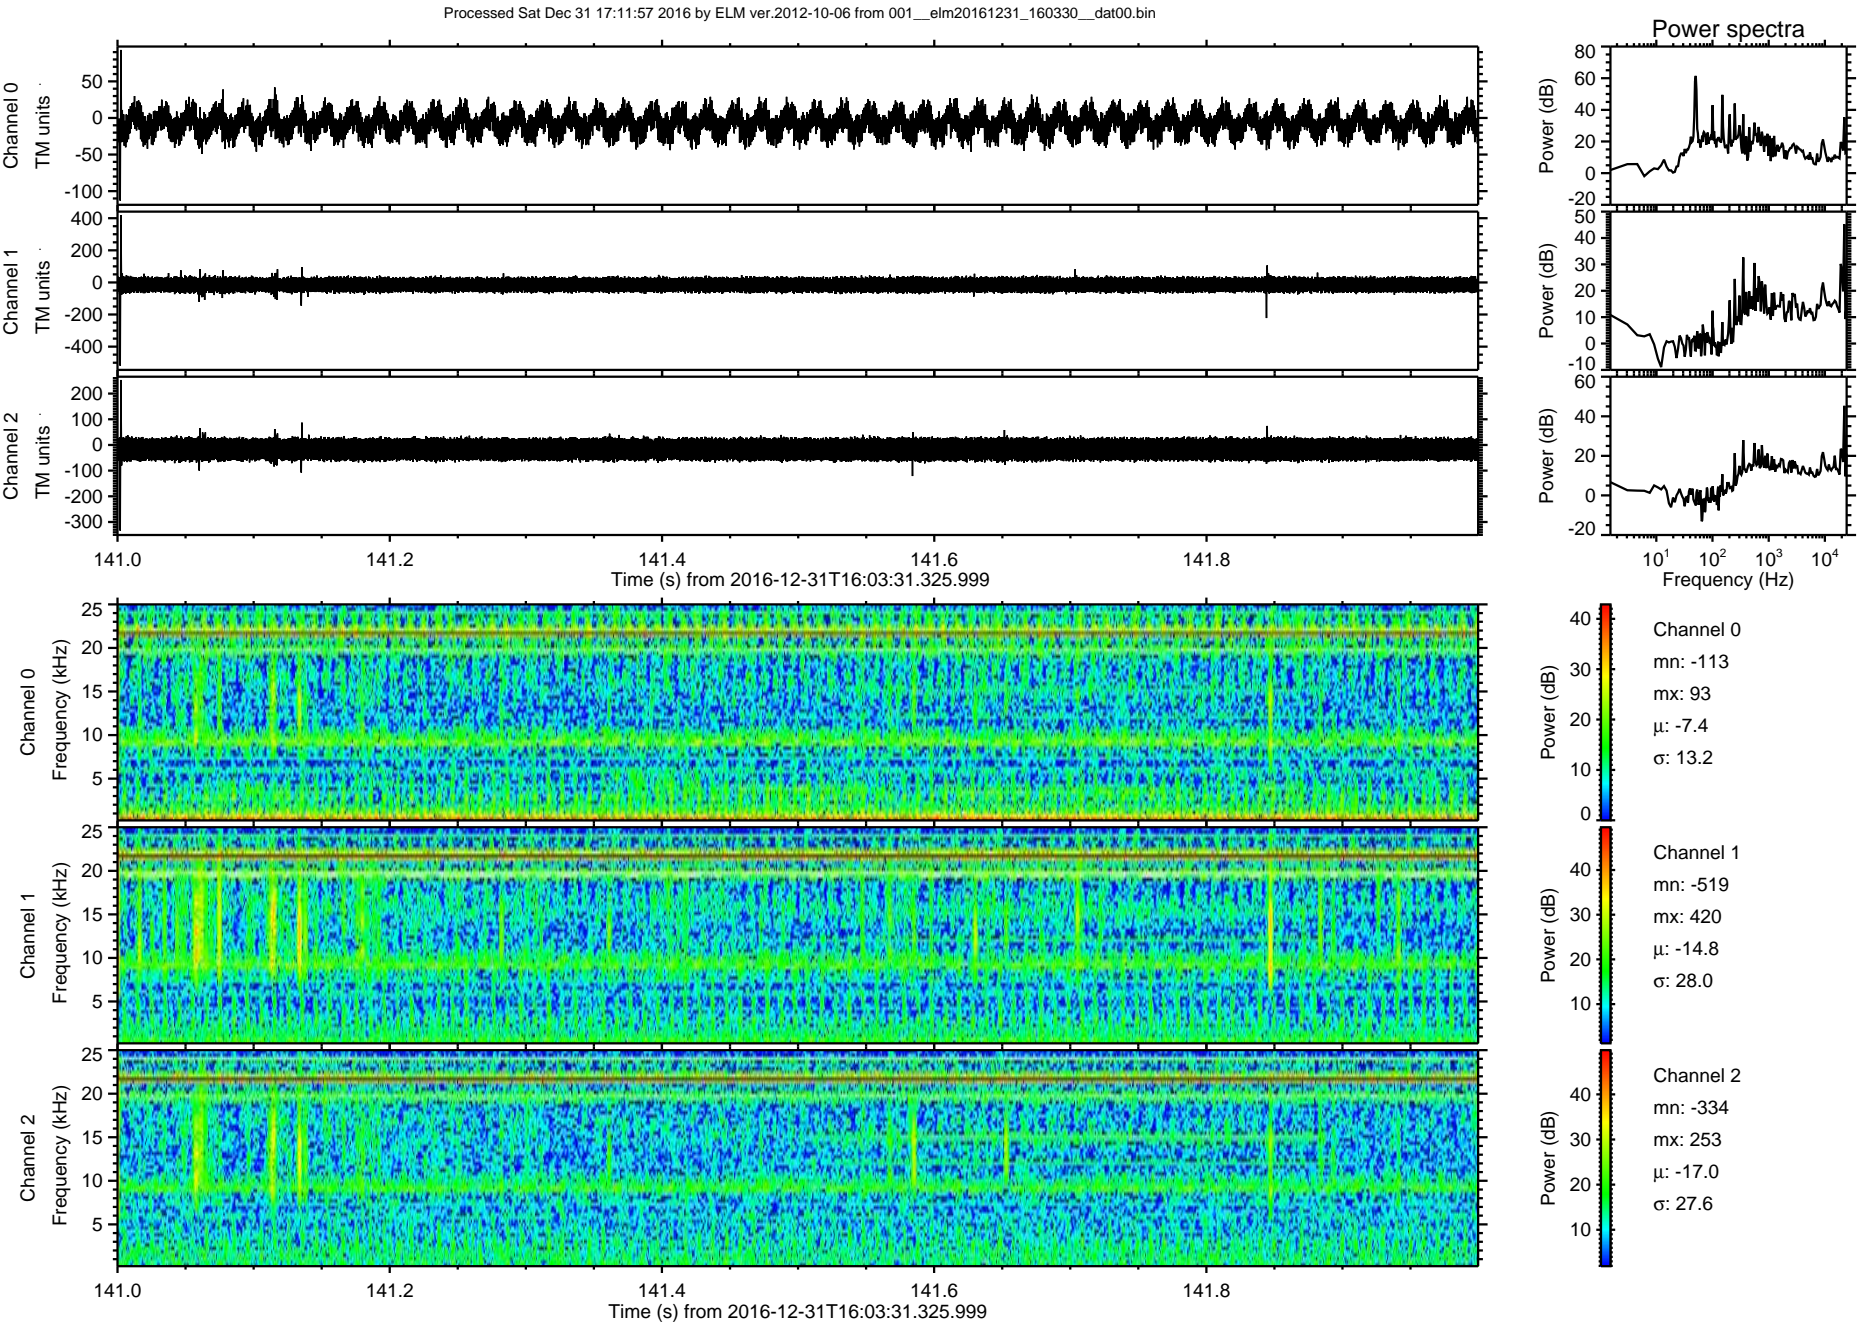 Processed Sat Dec 31 17:11:57 2016 by ELM ver.2012-10-06 from 001__elm20161231_160330__dat00.bin
Power spectra
Channel 0
TM units
50
0
-50
-100
Power (dB)
80
60
40
20
0
-20
Channel 1
TM units
400
200
0
-200
-400
Power (dB)
50
40
30
20
10
0
-10
Channel 2
TM units
200
100
0
-100
-200
-300
Power (dB)
60
40
20
0
-20
141.0 141.2 141.4 141.6 141.8
Time (s) from 2016-12-31T16:03:31.325.999
10¹ 10² 10³ 10⁴
Frequency (Hz)
Channel 0
Frequency (kHz)
25
20
15
10
5
Power (dB)
40
30
20
10
0
Channel 0
mn: -113
mx: 93
μ: -7.4
σ: 13.2
Channel 1
Frequency (kHz)
25
20
15
10
5
Power (dB)
40
30
20
10
Channel 1
mn: -519
mx: 420
μ: -14.8
σ: 28.0
Channel 2
Frequency (kHz)
25
20
15
10
5
Power (dB)
40
30
20
10
Channel 2
mn: -334
mx: 253
μ: -17.0
σ: 27.6
141.0 141.2 141.4 141.6 141.8
Time (s) from 2016-12-31T16:03:31.325.999